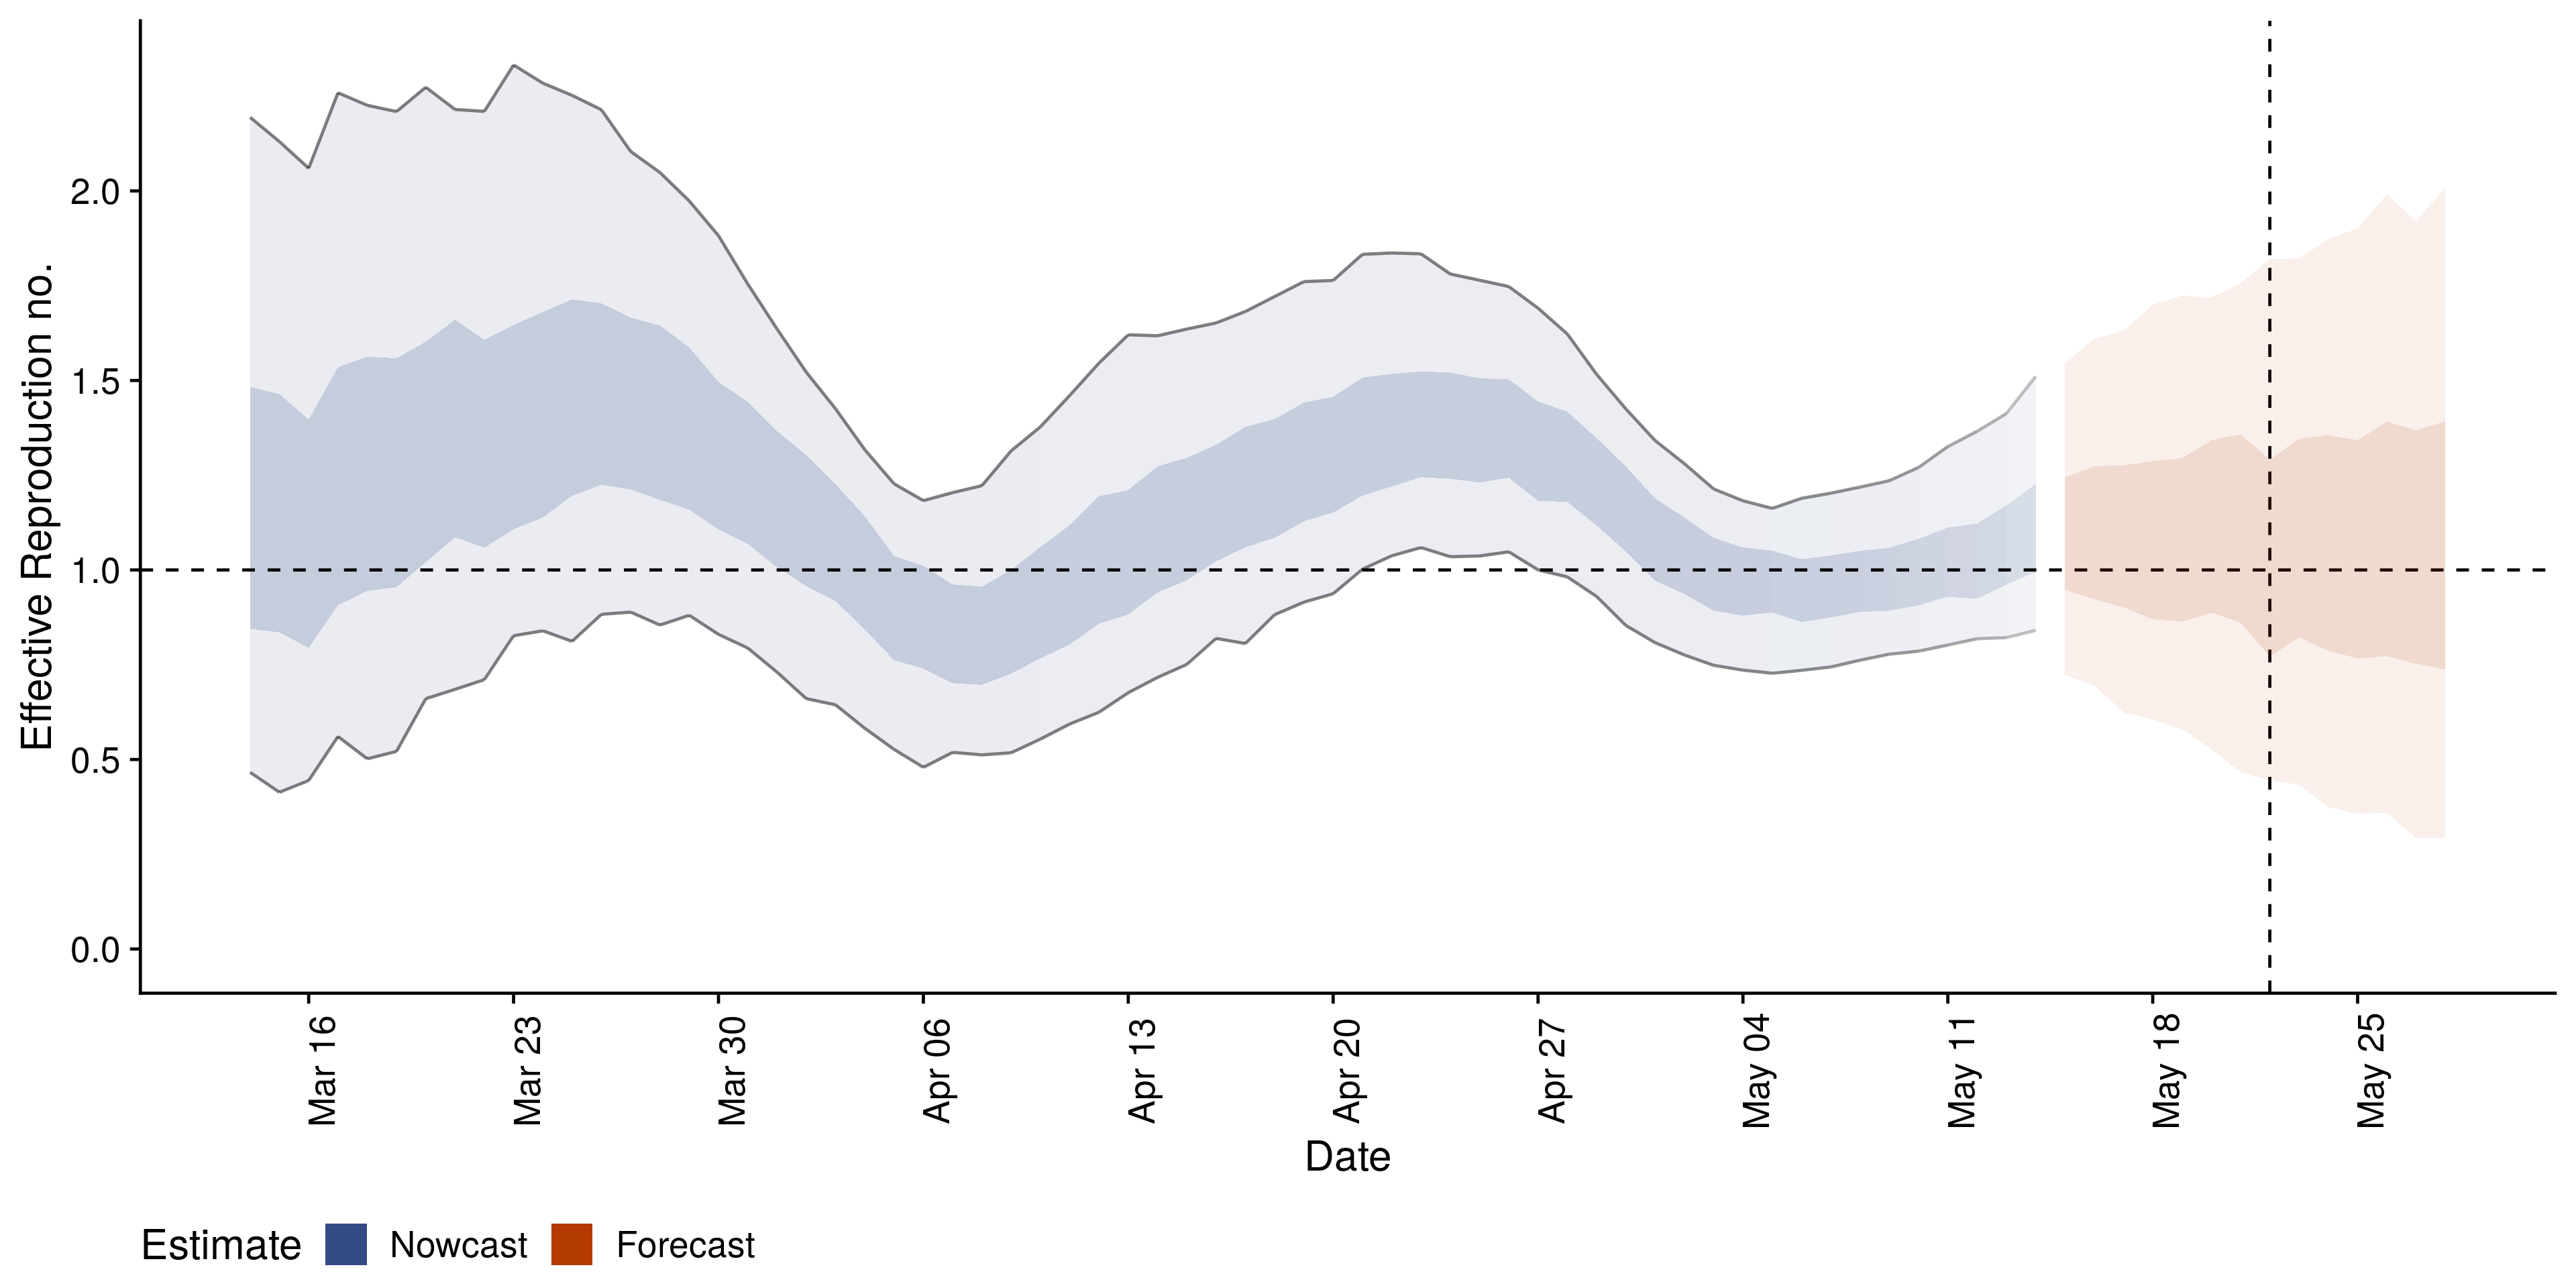 Effective Reproduction no.
2.0
1.5
1.0
0.5
0.0
Mar 16
Mar 23
Mar 30
Apr 06
Apr 13
Apr 20
Apr 27
May 04
May 11
May 18
May 25
Date
Estimate Nowcast Forecast